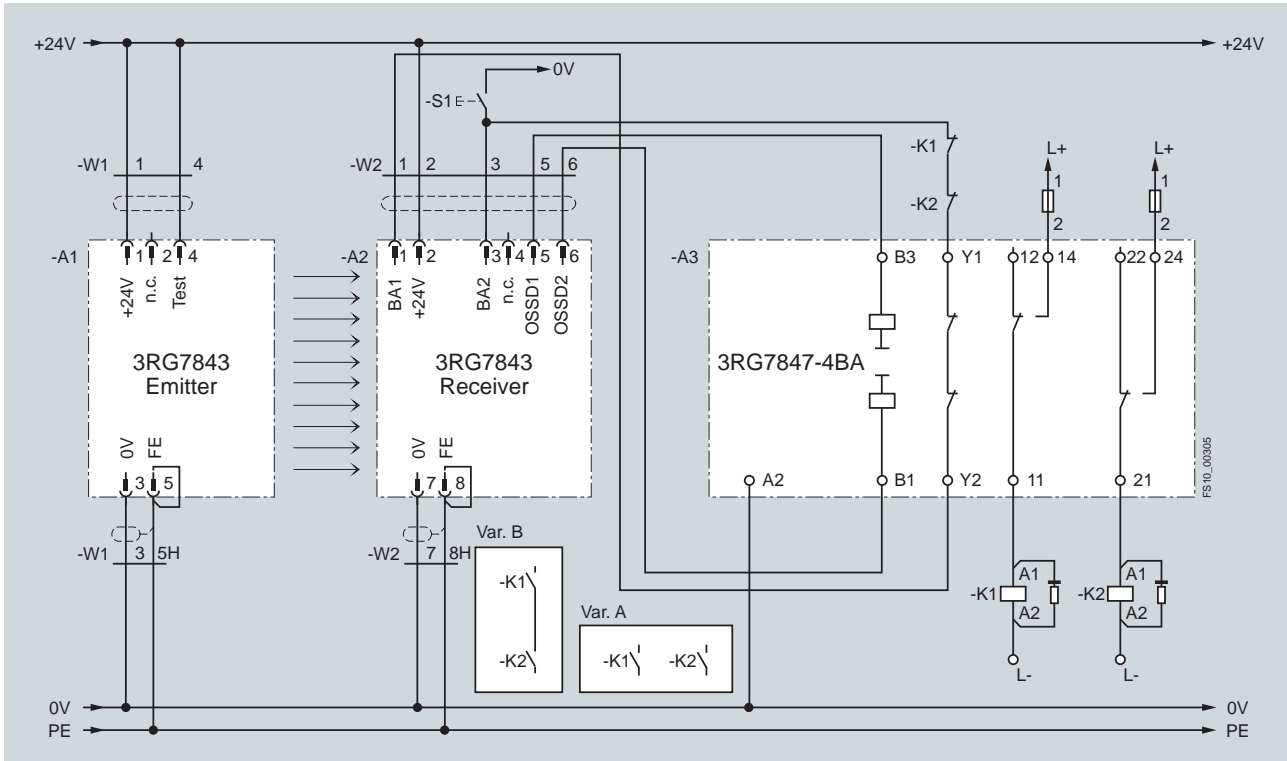 +24V +24V
0V
-S1
-K1 L+ L+
-W1 1 4 -W2 1 2 3 5 6 1 1
-K2 2 2
-A1 1 2 4 -A2 1 2 3 4 5 6 -A3 B3 Y1 12 14 22 24
+24V n.c. Test BA1 +24V BA2 n.c. OSSD1 OSSD2
3RG7843 3RG7843 3RG7847-4BA
Emitter Receiver
0V FE 0V FE
FS10_00305
3 5 7 8 A2 B1 Y2 11 21
-W1 3 5H -W2 7 8H
Var. B
-K1
-K2
Var. A
-K1 -K2
A1 A1
-K1 -K2
A2 A2
L- L-
0V 0V
PE PE